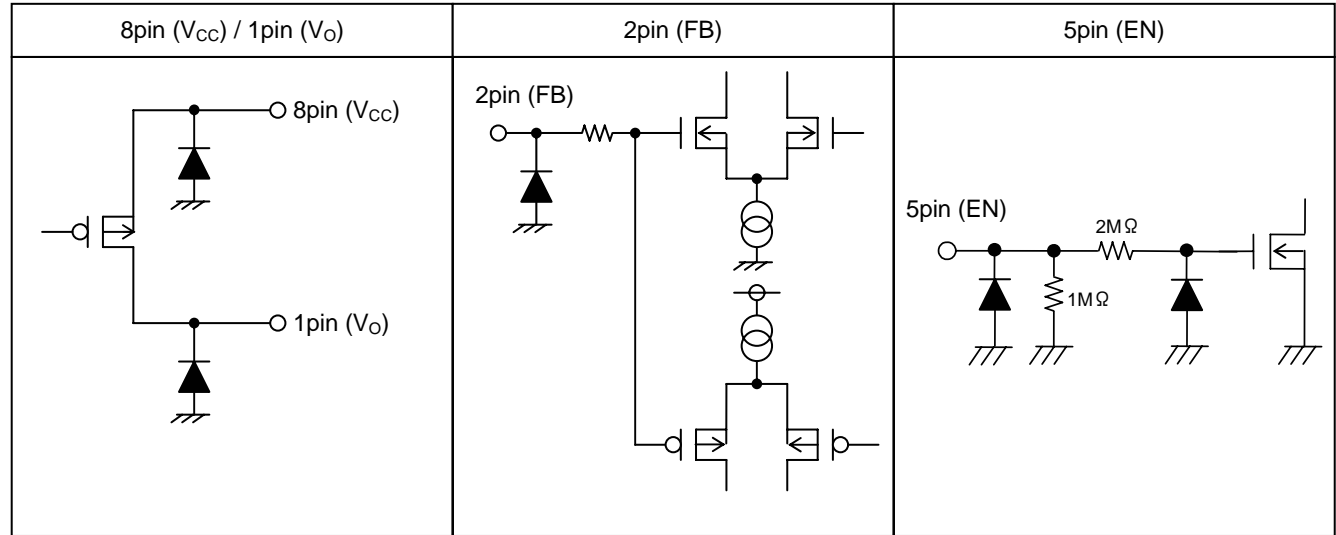 8pin (VCC) / 1pin (VO)
2pin (FB)
5pin (EN)
8pin (VCC)
1pin (VO)
2pin (FB)
5pin (EN)
2MΩ
1MΩ